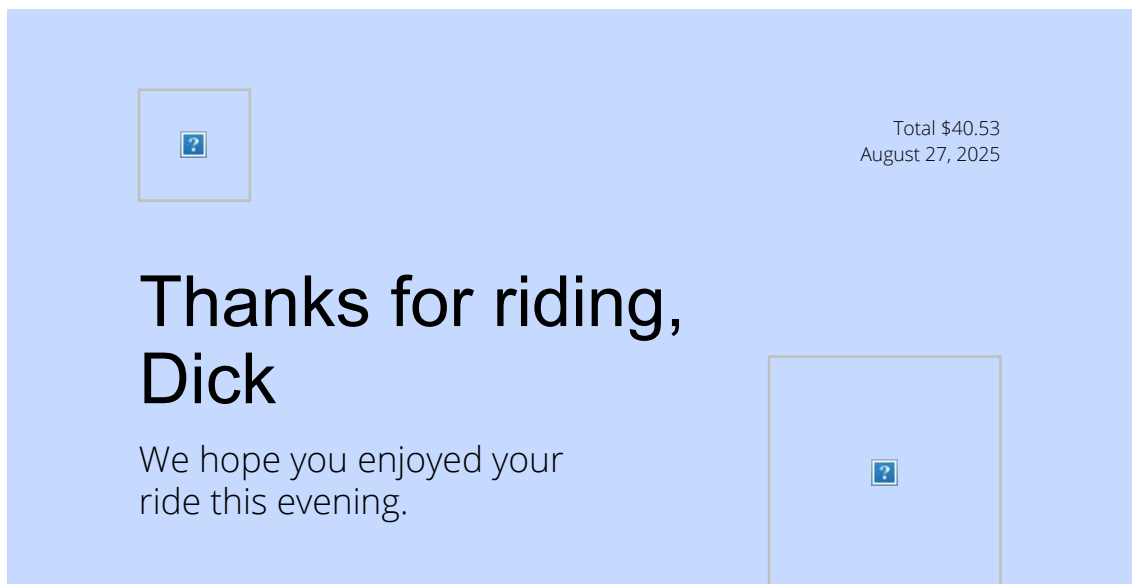 Total $40.53
August 27, 2025
Thanks for riding,
Dick
We hope you enjoyed your
ride this evening.